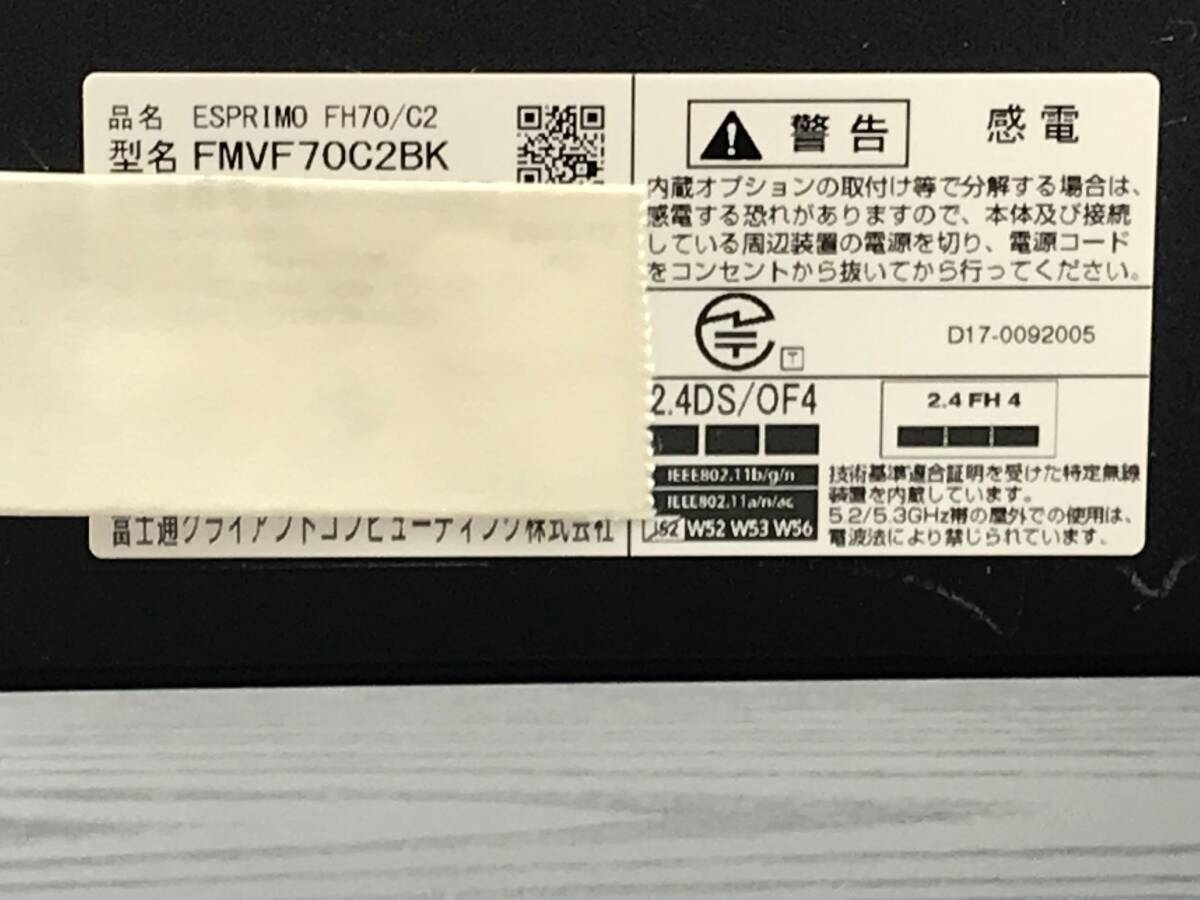 品名 ESPRIMO FH70/C2
型名 FMVF70C2BK
富士通クライアントコンピューティング株式会社
警告
感電
内蔵オプションの取付け等で分解する場合は、
感電する恐れがありますので、本体及び接続
している周辺装置の電源を切り、電源コード
をコンセントから抜いてから行ってください。
T
D17-0092005
2.4DS/OF4
IEEE802.11b/g/n
IEEE802.11a/n/ac
J52 W52 W53 W56
2.4 FH 4
技術基準適合証明を受けた特定無線
装置を内蔵しています。
5.2/5.3GHz帯の屋外での使用は、
電波法により禁じられています。